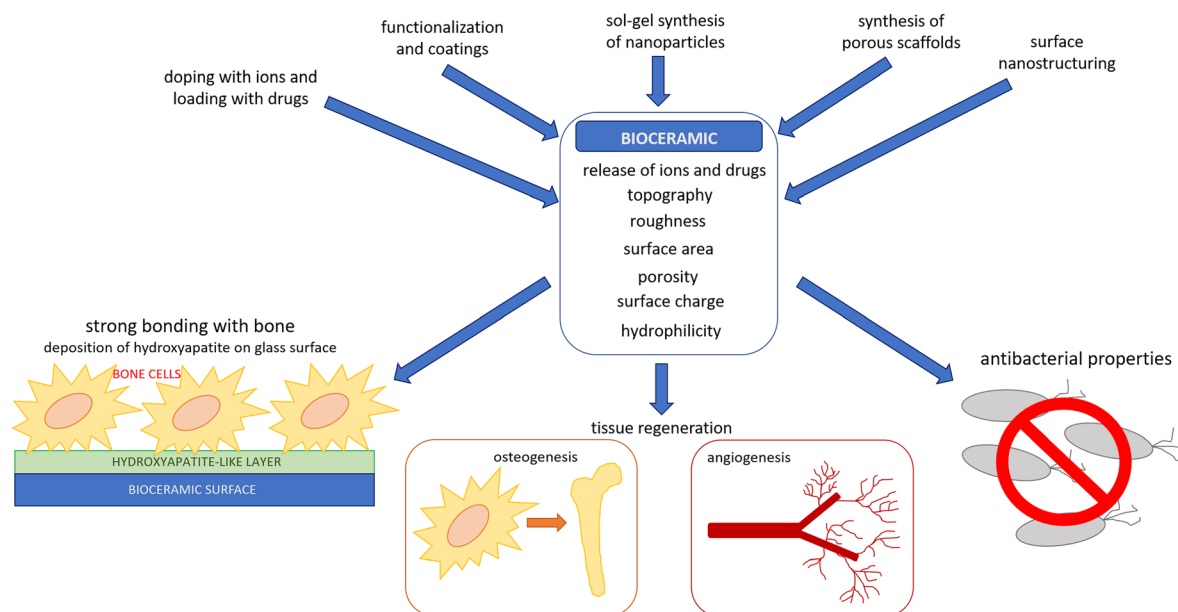 functionalization
and coatings
sol-gel synthesis
of nanoparticles
synthesis of
porous scaffolds
surface
nanostructuring
doping with ions and
loading with drugs
BIOCERAMIC
release of ions and drugs
topography
roughness
surface area
porosity
surface charge
hydrophilicity
strong bonding with bone
deposition of hydroxyapatite on glass surface
BONE CELLS
HYDROXYAPATITE-LIKE LAYER
BIOCERAMIC SURFACE
tissue regeneration
osteogenesis
angiogenesis
antibacterial properties